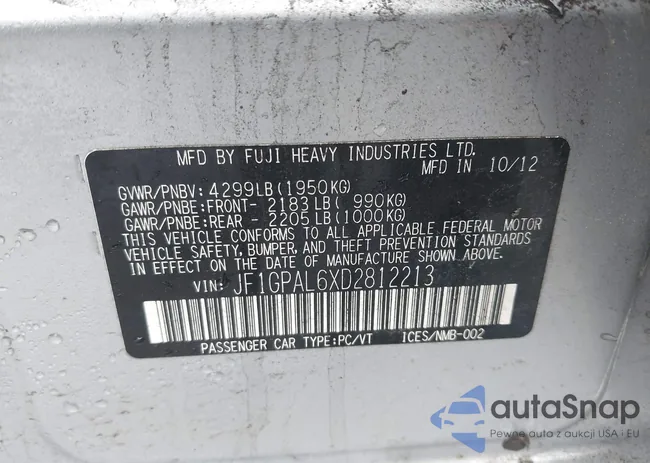 MFD BY FUJI HEAVY INDUSTRIES LTD.
MFD IN 10/12
GVWR/PNBV: 4299LB(1950KG)
GAWR/PNBE:FRONT- 2183LB( 990KG)
GAWR/PNBE:REAR - 2205LB(1000KG)
THIS VEHICLE CONFORMS TO ALL APPLICABLE FEDERAL MOTOR
VEHICLE SAFETY, BUMPER, AND THEFT PREVENTION STANDARDS
IN EFFECT ON THE DATE OF MANUFACTURE SHOWN ABOVE.
VIN: JF1GPAL6XD2812213
PASSENGER CAR TYPE:PC/VT ICES/NMB-002
autoSnap
Pewne auta z aukcji USA i EU